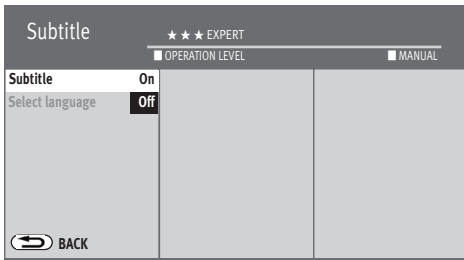 Subtitle
★ ★ ★ EXPERT
OPERATION LEVEL MANUAL
Subtitle On
Select language Off
BACK